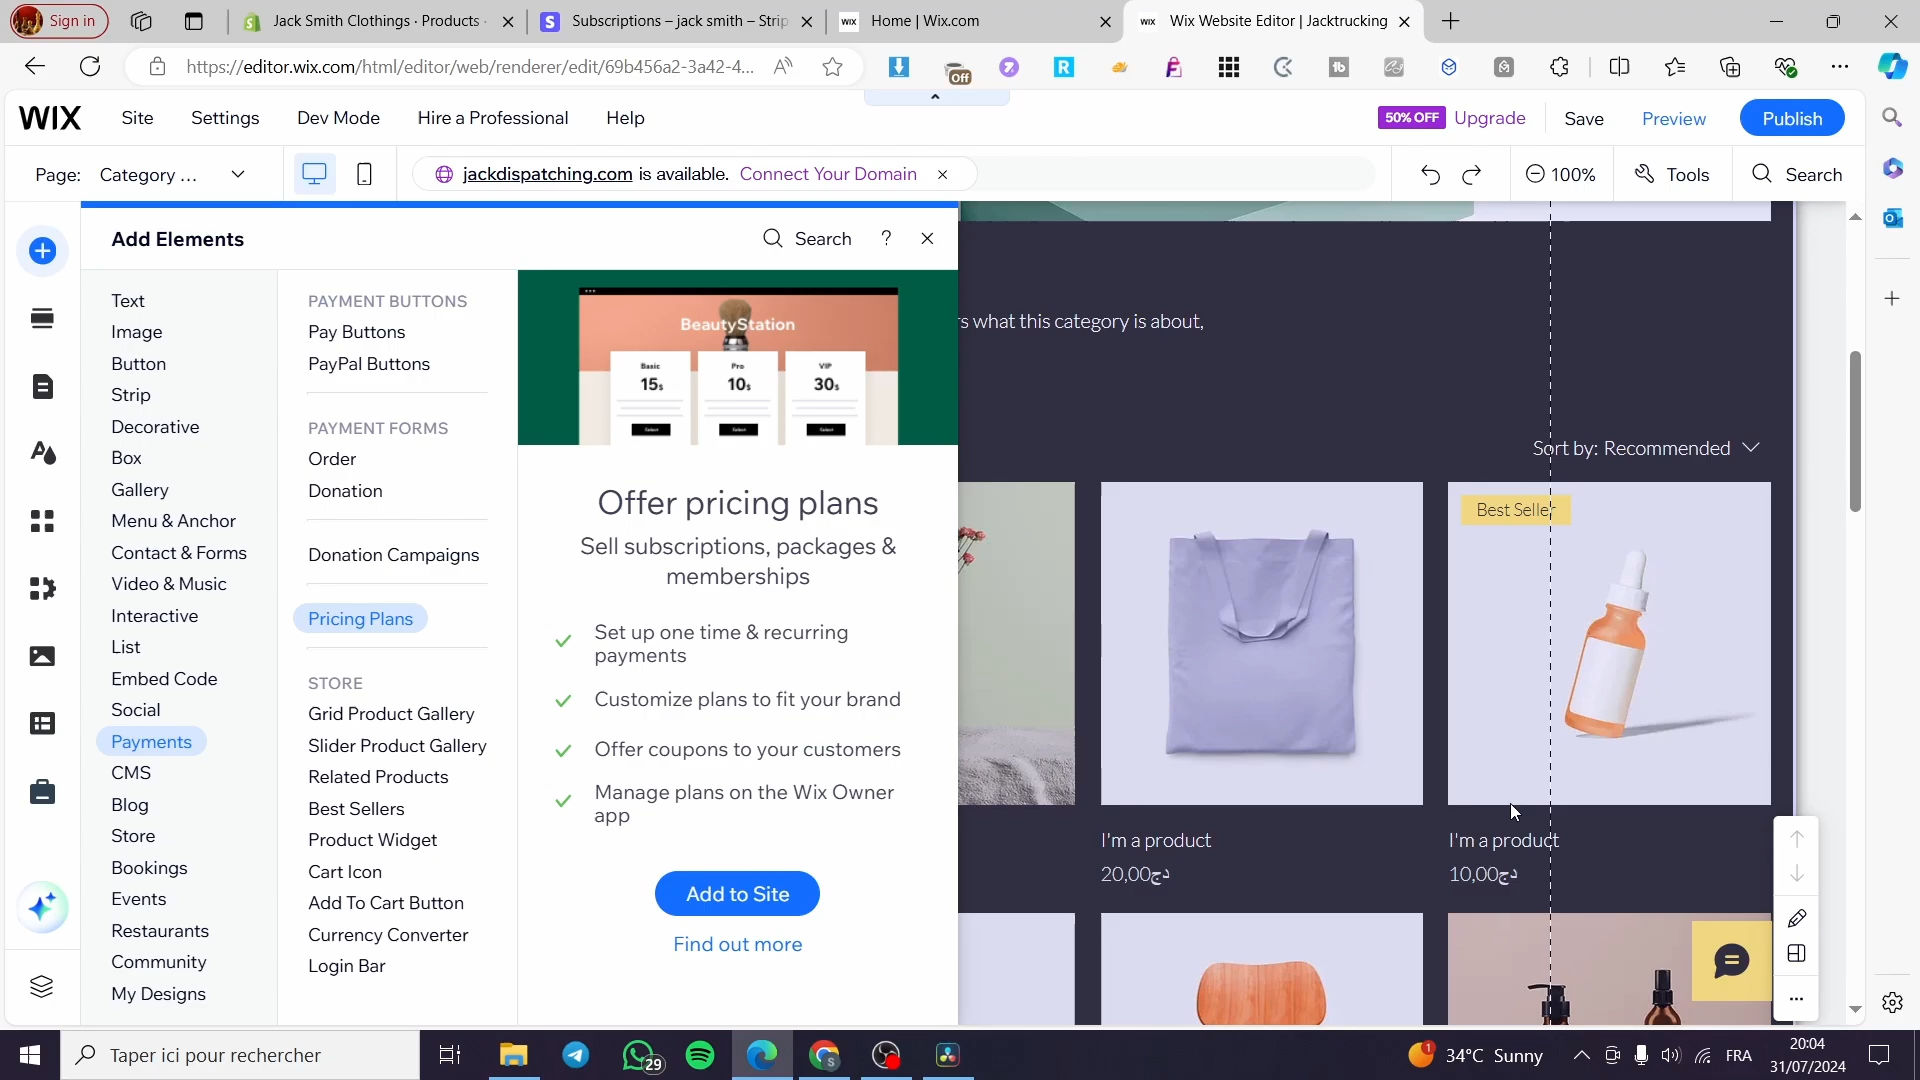 Sign in
Jack Smith Clothings · Products ·
Subscriptions – jack smith – Strip
WIX Home | Wix.com
WIX Wix Website Editor | Jacktrucking
https://editor.wix.com/html/editor/web/renderer/edit/69b456a2-3a42-4...
Off
WIX
Site
Settings
Dev Mode
Hire a Professional
Help
50% OFF Upgrade
Save
Preview
Publish
Page: Category ...
jackdispatching.com is available. Connect Your Domain
100%
Tools
Search
Add Elements
Search ?
Text
Image
Button
Strip
Decorative
Box
Gallery
Menu & Anchor
Contact & Forms
Video & Music
Interactive
List
Embed Code
Social
Payments
CMS
Blog
Store
Bookings
Events
Restaurants
Community
My Designs
PAYMENT BUTTONS
Pay Buttons
PayPal Buttons
PAYMENT FORMS
Order
Donation
Donation Campaigns
Pricing Plans
STORE
Grid Product Gallery
Slider Product Gallery
Related Products
Best Sellers
Product Widget
Cart Icon
Add To Cart Button
Currency Converter
Login Bar
BeautyStation
Basic
15$
Select
Pro
10$
Select
VIP
30$
Select
Offer pricing plans
Sell subscriptions, packages &
memberships
Set up one time & recurring
payments
Customize plans to fit your brand
Offer coupons to your customers
Manage plans on the Wix Owner
app
Add to Site
Find out more
s what this category is about,
Sort by: Recommended
Best Seller
I'm a product
20,00دج
I'm a product
10,00دج
Taper ici pour rechercher
29
1
34°C Sunny
FRA
20:04
31/07/2024